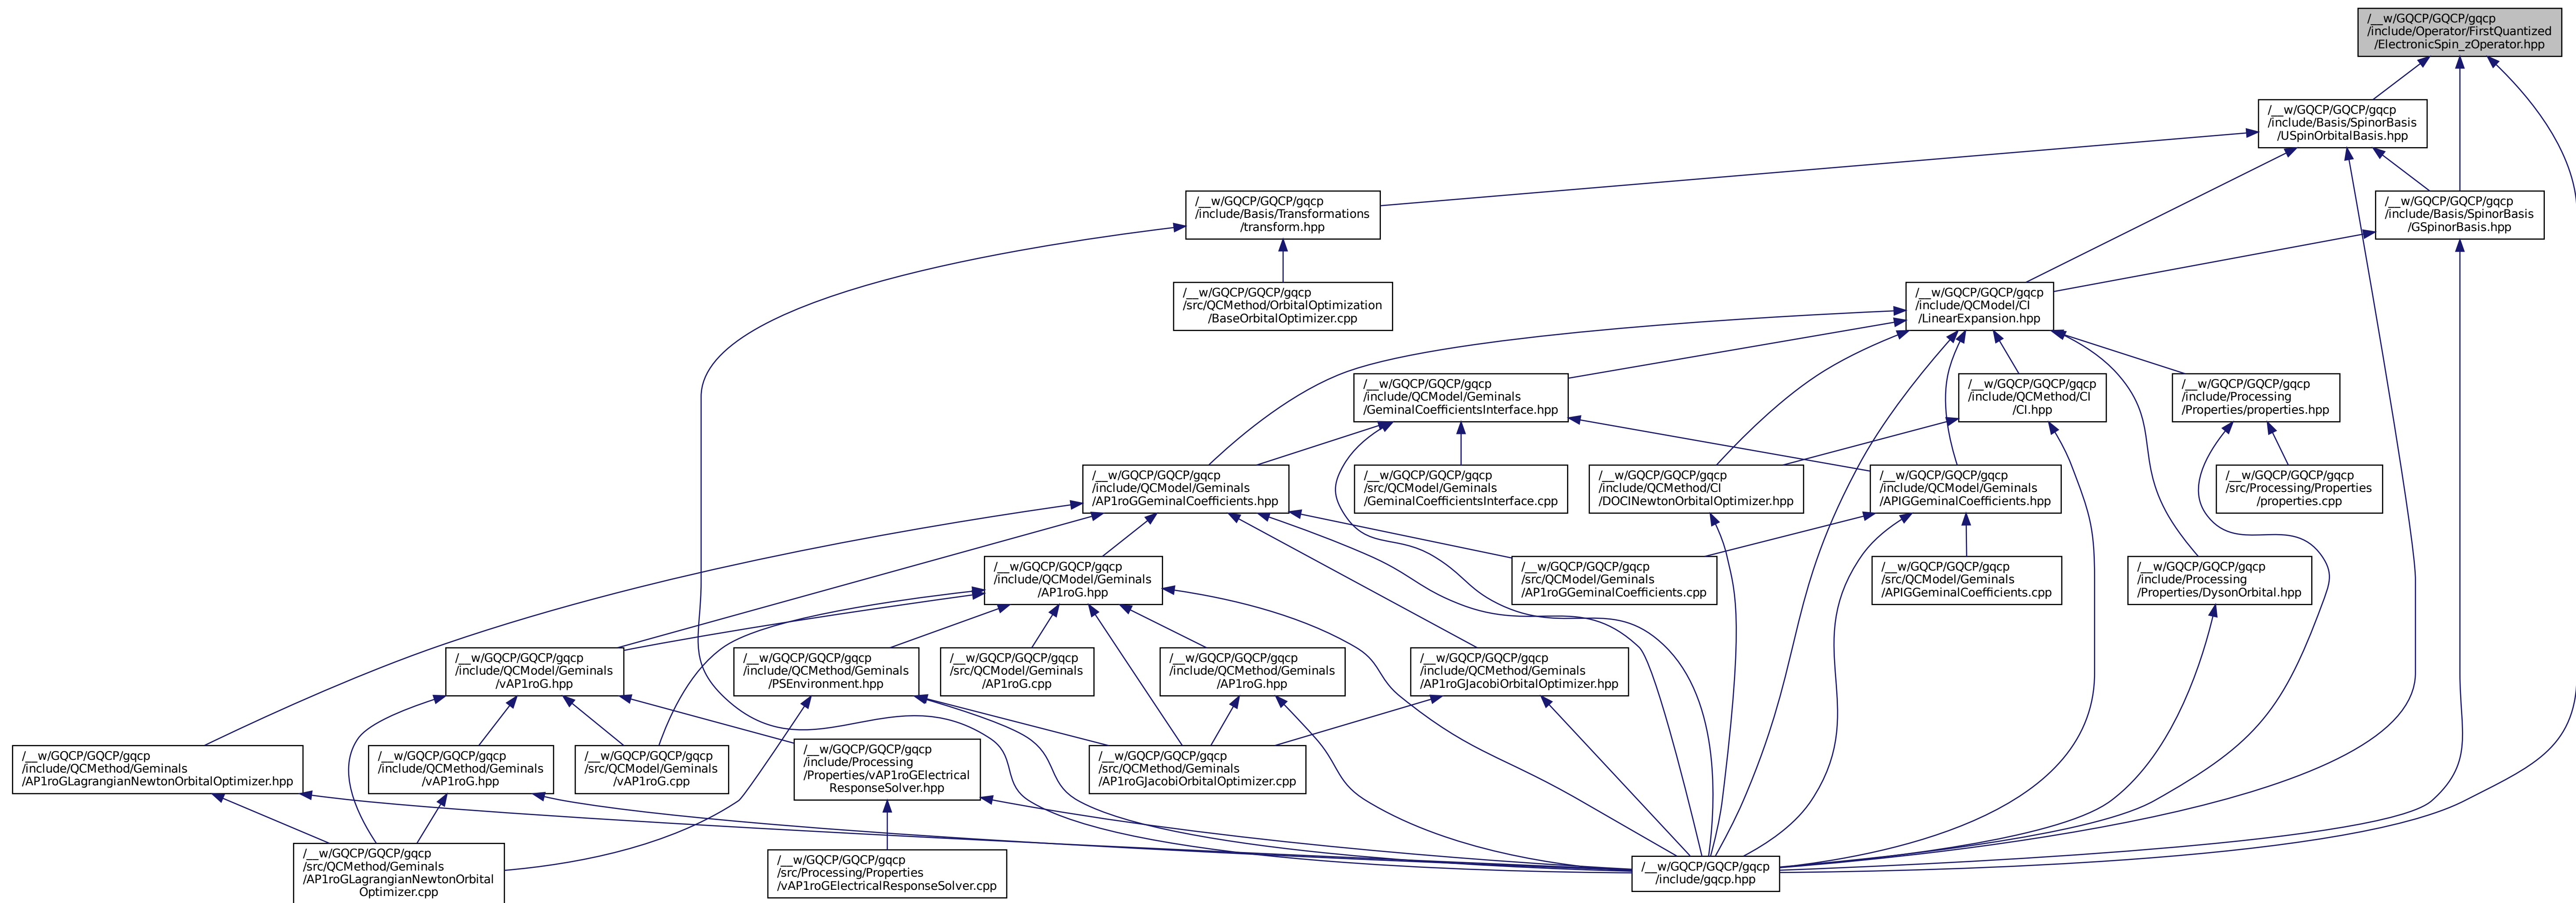 /__w/GQCP/GQCP/gqcp
/include/Operator/FirstQuantized
/ElectronicSpin_zOperator.hpp
/__w/GQCP/GQCP/gqcp
/include/Basis/SpinorBasis
/USpinOrbitalBasis.hpp
/__w/GQCP/GQCP/gqcp
/include/Basis/Transformations
/transform.hpp
/__w/GQCP/GQCP/gqcp
/include/Basis/SpinorBasis
/GSpinorBasis.hpp
/__w/GQCP/GQCP/gqcp
/src/QCMethod/OrbitalOptimization
/BaseOrbitalOptimizer.cpp
/__w/GQCP/GQCP/gqcp
/include/QCModel/CI
/LinearExpansion.hpp
/__w/GQCP/GQCP/gqcp
/include/QCModel/Geminals
/GeminalCoefficientsInterface.hpp
/__w/GQCP/GQCP/gqcp
/include/QCMethod/CI
/CI.hpp
/__w/GQCP/GQCP/gqcp
/include/Processing
/Properties/properties.hpp
/__w/GQCP/GQCP/gqcp
/include/QCModel/Geminals
/AP1roGGeminalCoefficients.hpp
/__w/GQCP/GQCP/gqcp
/src/QCModel/Geminals
/GeminalCoefficientsInterface.cpp
/__w/GQCP/GQCP/gqcp
/include/QCMethod/CI
/DOCINewtonOrbitalOptimizer.hpp
/__w/GQCP/GQCP/gqcp
/include/QCModel/Geminals
/APIGGeminalCoefficients.hpp
/__w/GQCP/GQCP/gqcp
/src/Processing/Properties
/properties.cpp
/__w/GQCP/GQCP/gqcp
/include/QCModel/Geminals
/AP1roG.hpp
/__w/GQCP/GQCP/gqcp
/src/QCModel/Geminals
/AP1roGGeminalCoefficients.cpp
/__w/GQCP/GQCP/gqcp
/src/QCModel/Geminals
/APIGGeminalCoefficients.cpp
/__w/GQCP/GQCP/gqcp
/include/Processing
/Properties/DysonOrbital.hpp
/__w/GQCP/GQCP/gqcp
/include/QCModel/Geminals
/vAP1roG.hpp
/__w/GQCP/GQCP/gqcp
/include/QCMethod/Geminals
/PSEnvironment.hpp
/__w/GQCP/GQCP/gqcp
/src/QCModel/Geminals
/AP1roG.cpp
/__w/GQCP/GQCP/gqcp
/include/QCMethod/Geminals
/AP1roG.hpp
/__w/GQCP/GQCP/gqcp
/include/QCMethod/Geminals
/AP1roGJacobiOrbitalOptimizer.hpp
/__w/GQCP/GQCP/gqcp
/include/QCMethod/Geminals
/AP1roGLagrangianNewtonOrbitalOptimizer.hpp
/__w/GQCP/GQCP/gqcp
/include/QCMethod/Geminals
/vAP1roG.hpp
/__w/GQCP/GQCP/gqcp
/src/QCModel/Geminals
/vAP1roG.cpp
/__w/GQCP/GQCP/gqcp
/include/Processing
/Properties/vAP1roGElectrical
ResponseSolver.hpp
/__w/GQCP/GQCP/gqcp
/src/QCMethod/Geminals
/AP1roGJacobiOrbitalOptimizer.cpp
/__w/GQCP/GQCP/gqcp
/src/QCMethod/Geminals
/AP1roGLagrangianNewtonOrbital
Optimizer.cpp
/__w/GQCP/GQCP/gqcp
/src/Processing/Properties
/vAP1roGElectricalResponseSolver.cpp
/__w/GQCP/GQCP/gqcp
/include/gqcp.hpp